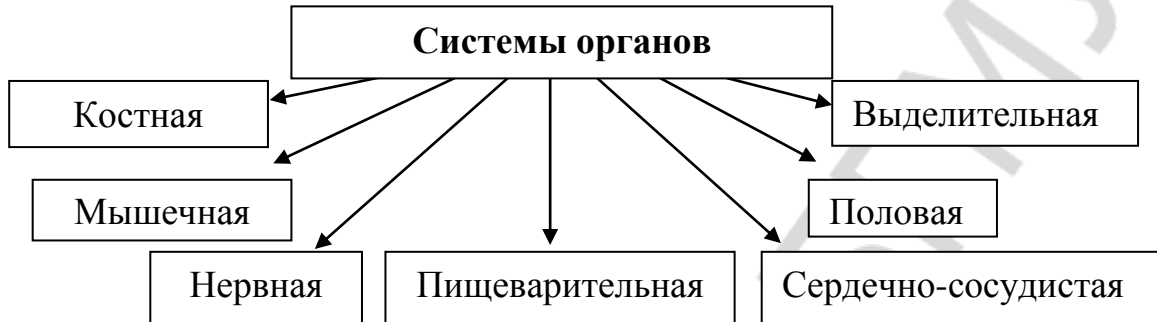 Системы органов
Костная
Выделительная
Мышечная
Половая
Нервная
Пищеварительная
Сердечно-сосудистая